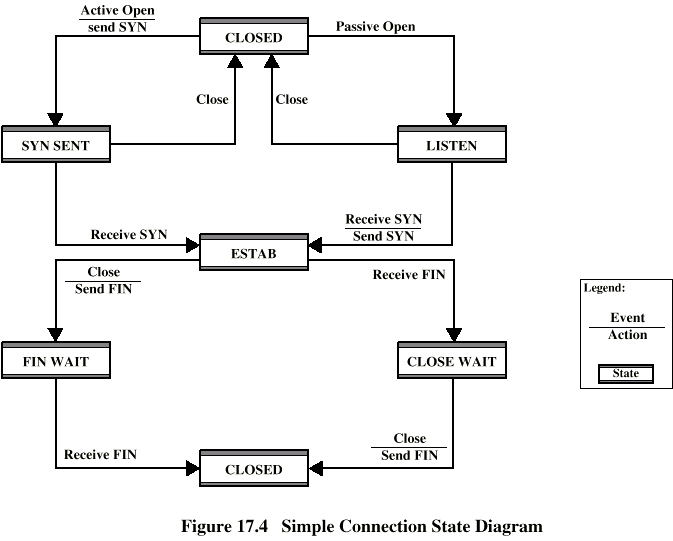 Active Open
send SYN
CLOSED
Passive Open
Close
Close
SYN SENT
LISTEN
Receive SYN
Receive SYN
Send SYN
ESTAB
Close
Send FIN
Receive FIN
Legend:
Event
Action
State
FIN WAIT
CLOSE WAIT
Receive FIN
Close
Send FIN
CLOSED
Figure 17.4 Simple Connection State Diagram